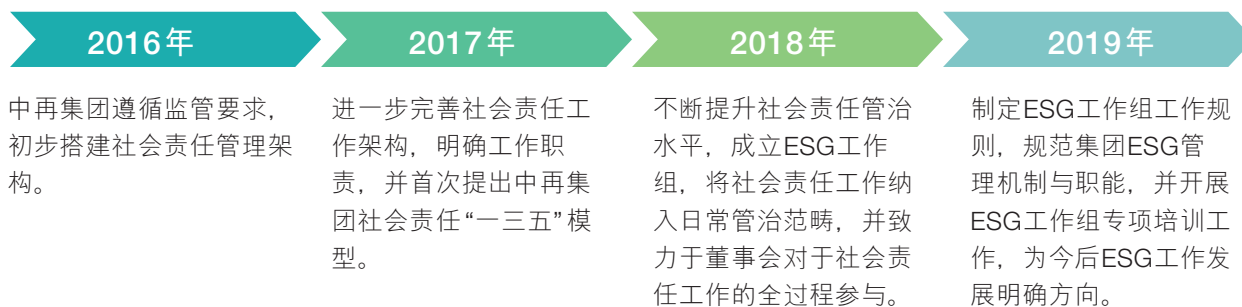 2016年
中再集团遵循监管要求，
初步搭建社会责任管理架
构。
2017年
进一步完善社会责任工
作架构，明确工作职
责，并首次提出中再集
团社会责任“一三五”模
型。
2018年
不断提升社会责任管治
水平，成立ESG工作
组，将社会责任工作纳
入日常管治范畴，并致
力于董事会对于社会责
任工作的全过程参与。
2019年
制定ESG工作组工作规
则，规范集团ESG管
理机制与职能，并开展
ESG工作组专项培训工
作，为今后ESG工作发
展明确方向。